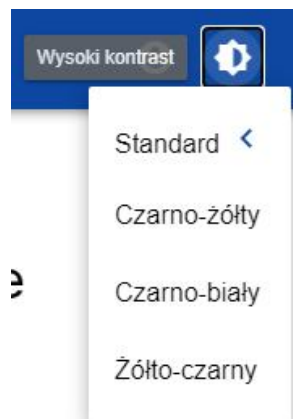 Wysoki kontrast
Standard
Czarno-żółty
e
Czarno-biały
Żółto-czarny